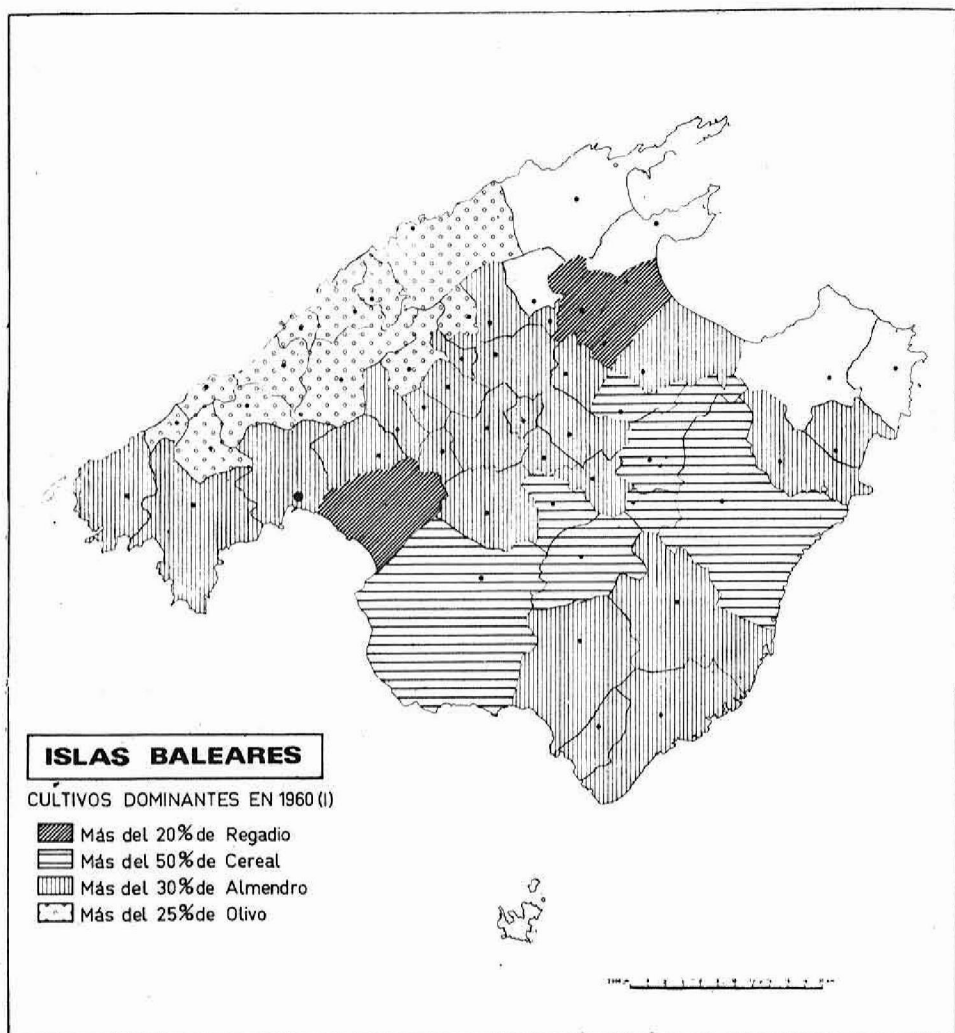 ISLAS BALEARES
CULTIVOS DOMINANTES EN 1960 (I)
Más del 20% de Regadio
Más del 50% de Cereal
Más del 30% de Almendro
Más del 25% de Olivo